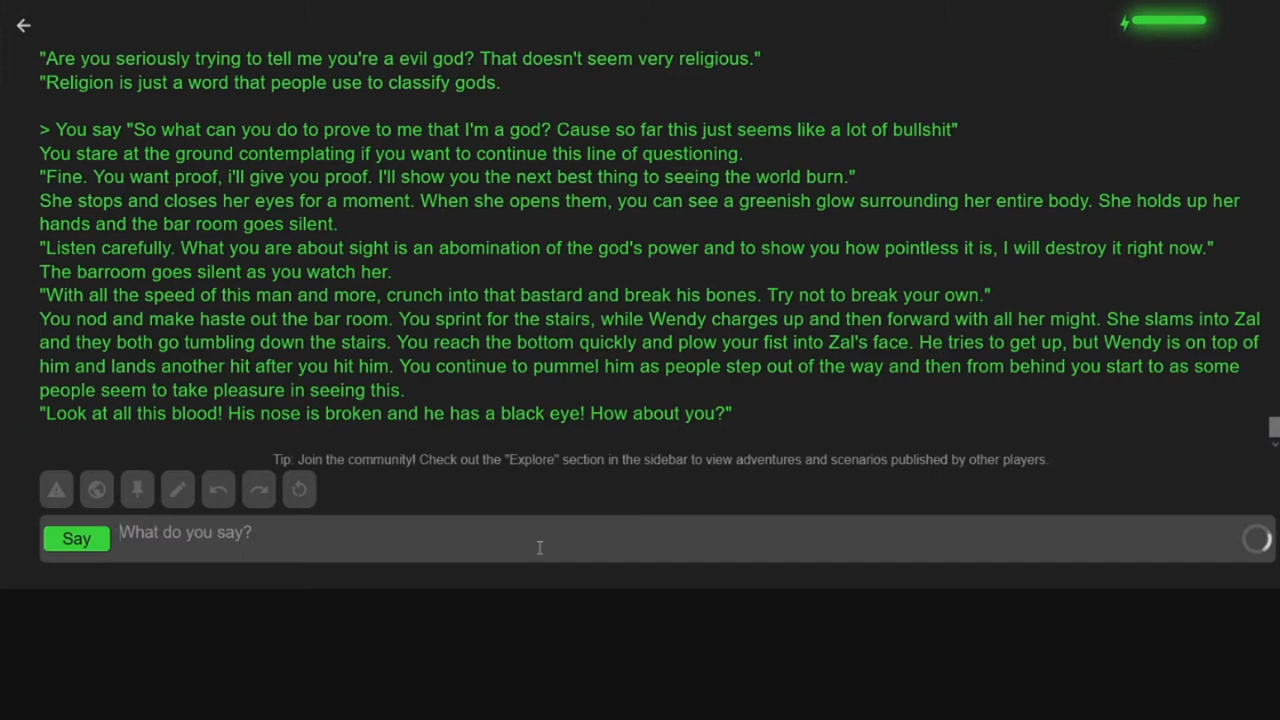 "Are you seriously trying to tell me you're a evil god? That doesn't seem very religious."
"Religion is just a word that people use to classify gods.
> You say "So what can you do to prove to me that I'm a god? Cause so far this just seems like a lot of bullshit"
You stare at the ground contemplating if you want to continue this line of questioning.
"Fine. You want proof, i'll give you proof. I'll show you the next best thing to seeing the world burn."
She stops and closes her eyes for a moment. When she opens them, you can see a greenish glow surrounding her entire body. She holds up her
hands and the bar room goes silent.
"Listen carefully. What you are about sight is an abomination of the god's power and to show you how pointless it is, I will destroy it right now."
The barroom goes silent as you watch her.
"With all the speed of this man and more, crunch into that bastard and break his bones. Try not to break your own."
You nod and make haste out the bar room. You sprint for the stairs, while Wendy charges up and then forward with all her might. She slams into Zal
and they both go tumbling down the stairs. You reach the bottom quickly and plow your fist into Zal's face. He tries to get up, but Wendy is on top of
him and lands another hit after you hit him. You continue to pummel him as people step out of the way and then from behind you start to as some
people seem to take pleasure in seeing this.
"Look at all this blood! His nose is broken and he has a black eye! How about you?"
Tip: Join the community! Check out the "Explore" section in the sidebar to view adventures and scenarios published by other players.
Say What do you say?